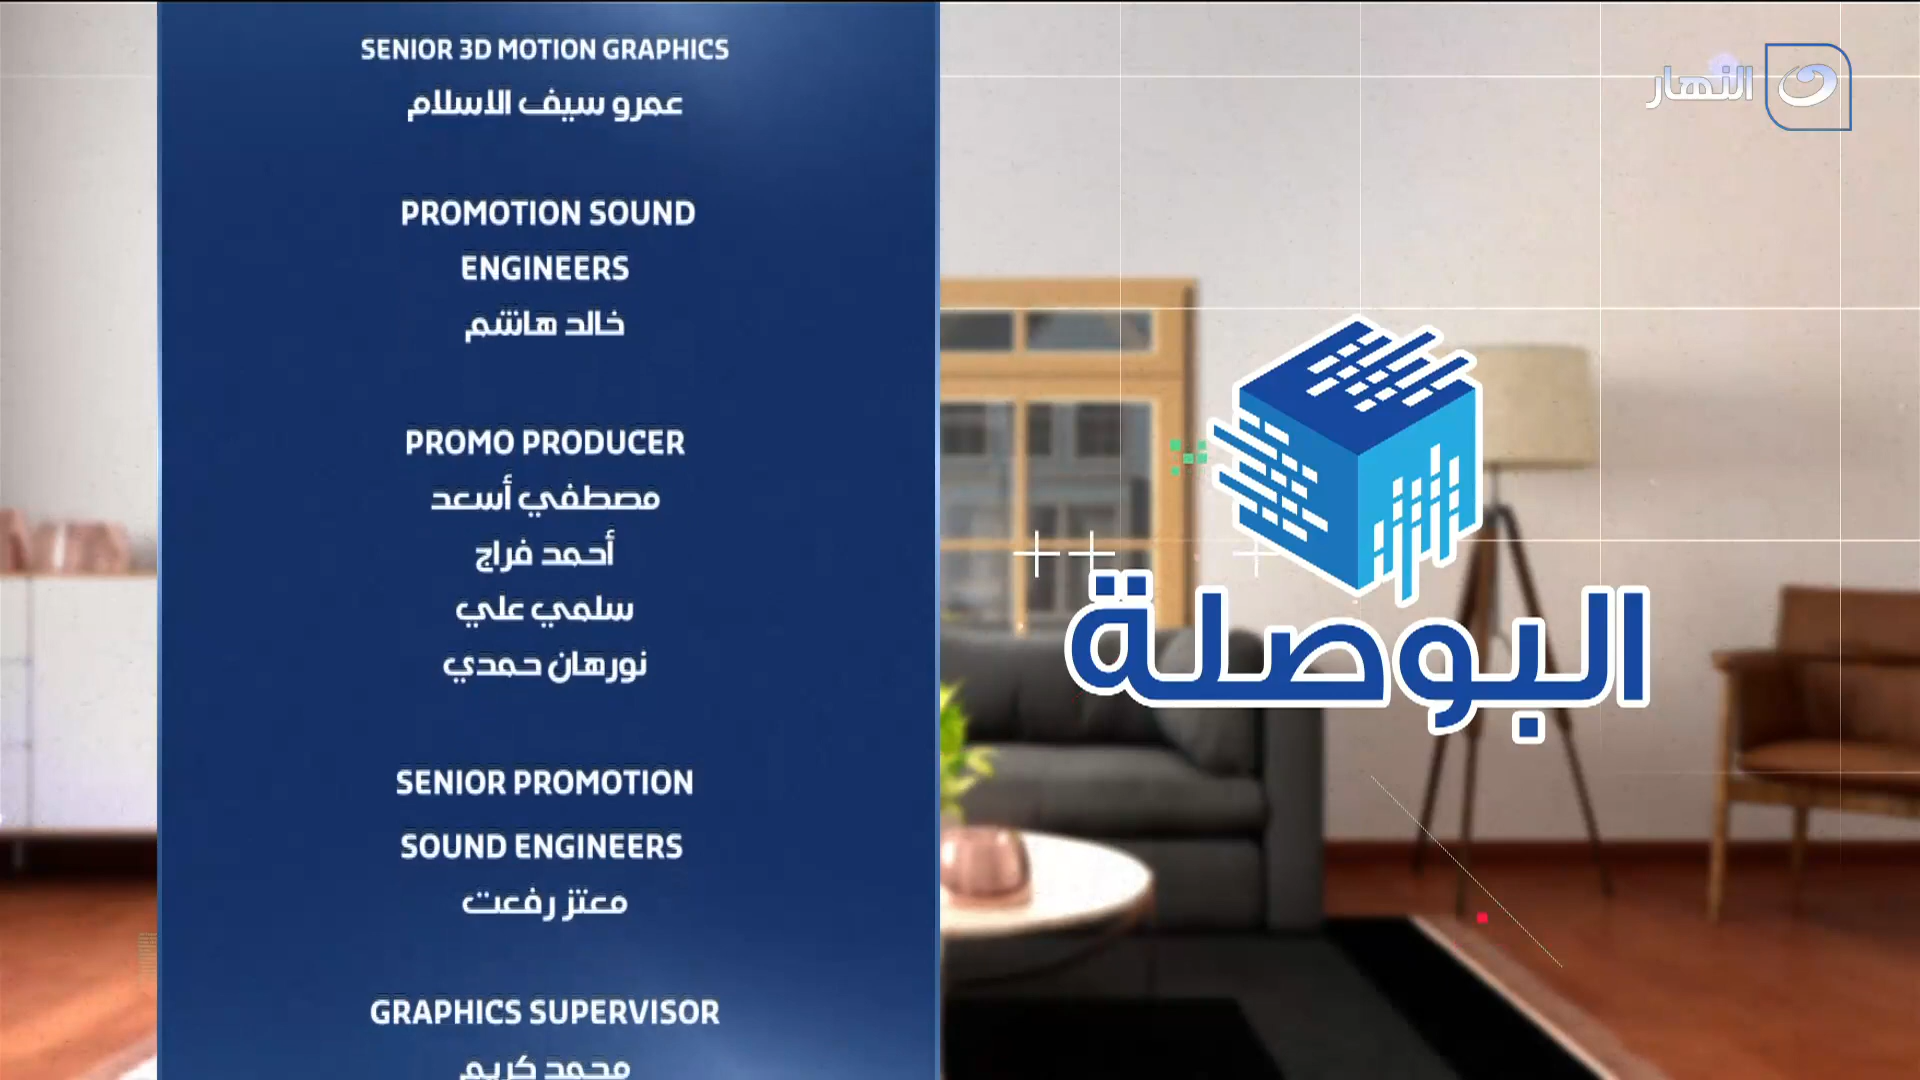 SENIOR 3D MOTION GRAPHICS
عمرو سيف الاسلام
PROMOTION SOUND
ENGINEERS
خالد هاشم
PROMO PRODUCER
مصطفي أسعد
أحمد فراج
سلمي علي
نورهان حمدي
SENIOR PROMOTION
SOUND ENGINEERS
معتز رفعت
GRAPHICS SUPERVISOR
محمد كريم
النهار
البوصلة